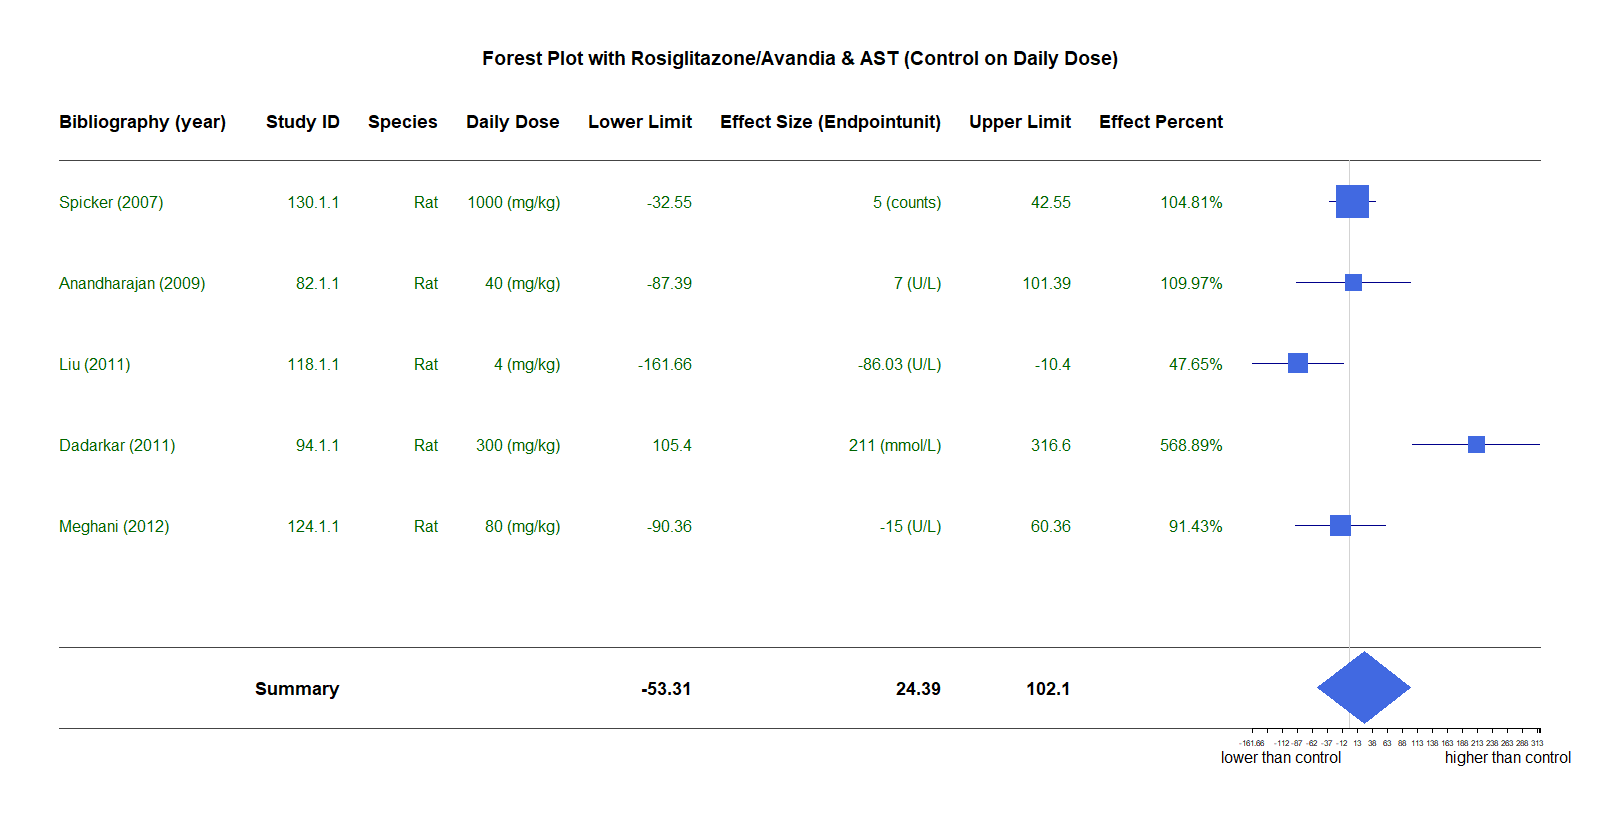 Forest Plot with Rosiglitazone/Avandia & AST (Control on Daily Dose)
Bibliography (year) Study ID Species Daily Dose Lower Limit Effect Size (Endpointunit) Upper Limit Effect Percent
Spicker (2007) 130.1.1 Rat 1000 (mg/kg) -32.55 5 (counts) 42.55 104.81%
Anandharajan (2009) 82.1.1 Rat 40 (mg/kg) -87.39 7 (U/L) 101.39 109.97%
Liu (2011) 118.1.1 Rat 4 (mg/kg) -161.66 -86.03 (U/L) -10.4 47.65%
Dadarkar (2011) 94.1.1 Rat 300 (mg/kg) 105.4 211 (mmol/L) 316.6 568.89%
Meghani (2012) 124.1.1 Rat 80 (mg/kg) -90.36 -15 (U/L) 60.36 91.43%
Summary -53.31 24.39 102.1
-161.66 -112 -87 -62 -37 -12 13 38 63 88 113 138 163 188 213 238 263 288 313
lower than control higher than control